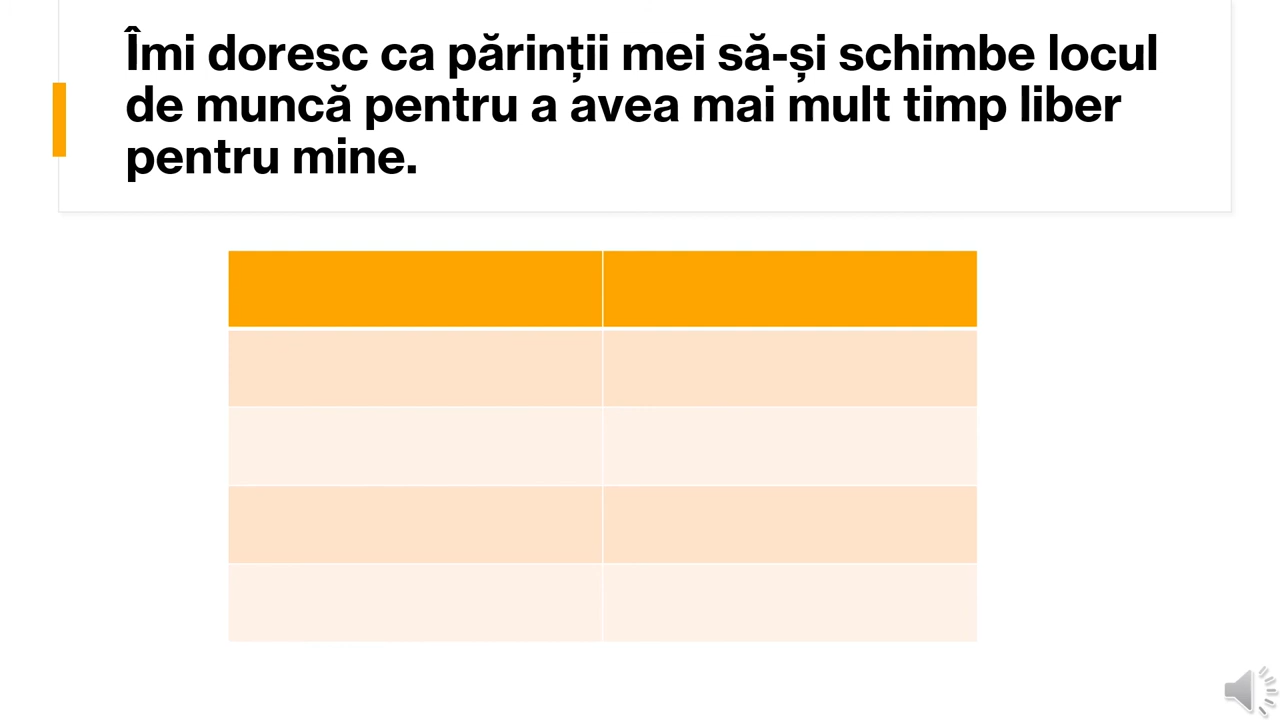 Îmi doresc ca părinții mei să-și schimbe locul
de muncă pentru a avea mai mult timp liber
pentru mine.